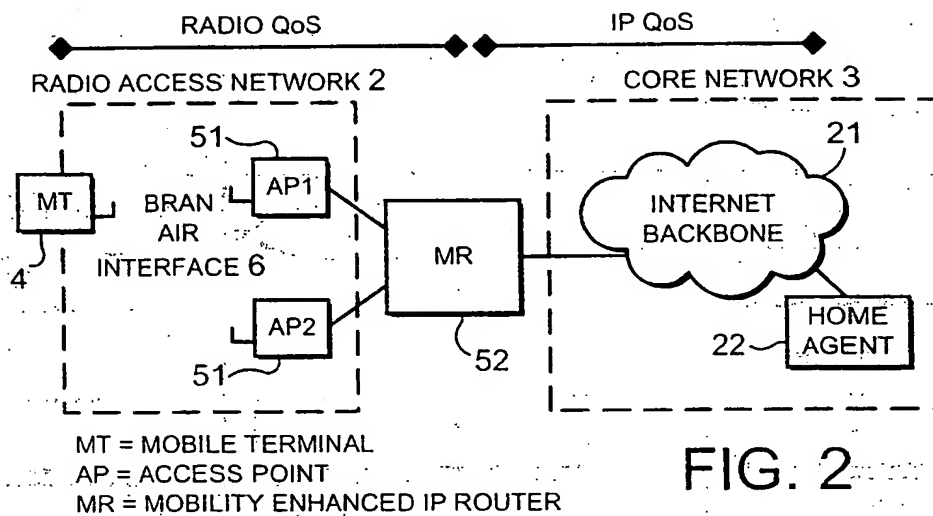 RADIO QoS
IP QoS
RADIO ACCESS NETWORK 2
CORE NETWORK 3
51
21
MT
AP1
BRAN
AIR
INTERFACE 6
4
MR
INTERNET
BACKBONE
AP2
51
52
22
HOME
AGENT
MT = MOBILE TERMINAL
AP = ACCESS POINT
MR = MOBILITY ENHANCED IP ROUTER
FIG. 2